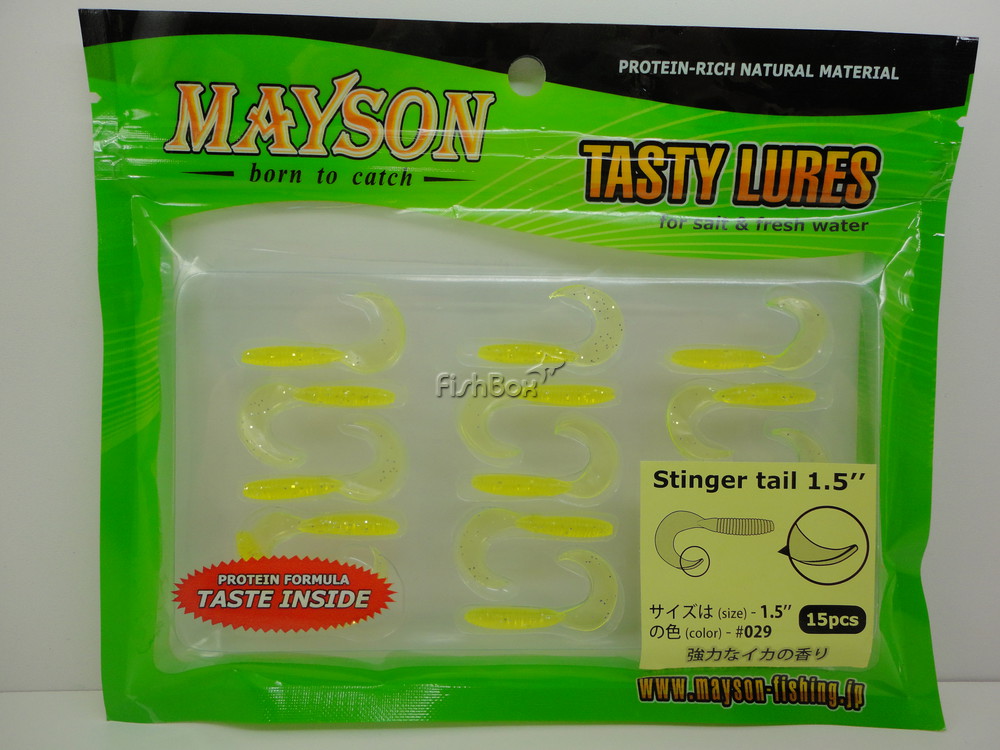 PROTEIN-RICH NATURAL MATERIAL
MAYSON
born to catch
TASTY LURES
for salt & fresh water
FishBox
Stinger tail 1.5’’
PROTEIN FORMULA
TASTE INSIDE
サイズは (size) - 1.5’’
の色 (color) - #029
15pcs
強力なイカの香り
www.mayson-fishing.jp